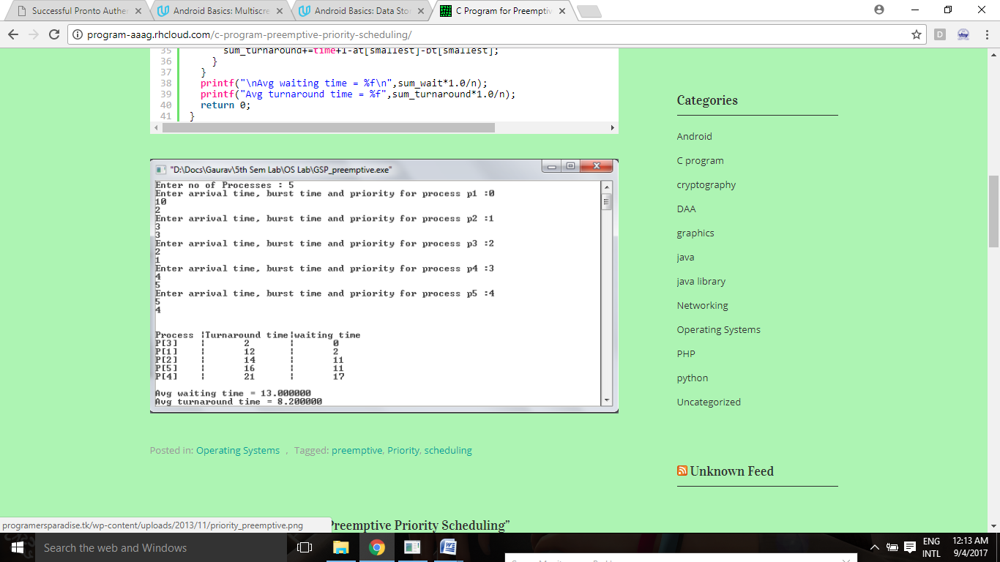 Successful Pronto Authen
Android Basics: Multiscre
Android Basics: Data Sto
C Program for Preemptiv
program-aaag.rhcloud.com/c-program-preemptive-priority-scheduling/
D
35 sum_turnaround+=time+1-at[smallest]-bt[smallest];
36 }
37 }
38 printf("\nAvg waiting time = %f\n",sum_wait*1.0/n);
39 printf("Avg turnaround time = %f",sum_turnaround*1.0/n);
40 return 0;
41 }
"D:\Docs\Gaurav\5th Sem Lab\OS Lab\GSP_preemptive.exe"
Enter no of Processes : 5
Enter arrival time, burst time and priority for process p1 :0
10
2
Enter arrival time, burst time and priority for process p2 :1
3
3
Enter arrival time, burst time and priority for process p3 :2
2
1
Enter arrival time, burst time and priority for process p4 :3
4
5
Enter arrival time, burst time and priority for process p5 :4
5
4
Process |Turnaround time|waiting time
P[3] | 2 | 0
P[1] | 12 | 2
P[2] | 14 | 11
P[5] | 16 | 11
P[4] | 21 | 17
Avg waiting time = 13.000000
Avg turnaround time = 8.200000
Posted in: Operating Systems , Tagged: preemptive, Priority, scheduling
Preemptive Priority Scheduling”
Categories
Android
C program
cryptography
DAA
graphics
java
java library
Networking
Operating Systems
PHP
python
Uncategorized
Unknown Feed
programersparadise.tk/wp-content/uploads/2013/11/priority_preemptive.png
Search the web and Windows
ENG
INTL
12:13 AM
9/4/2017